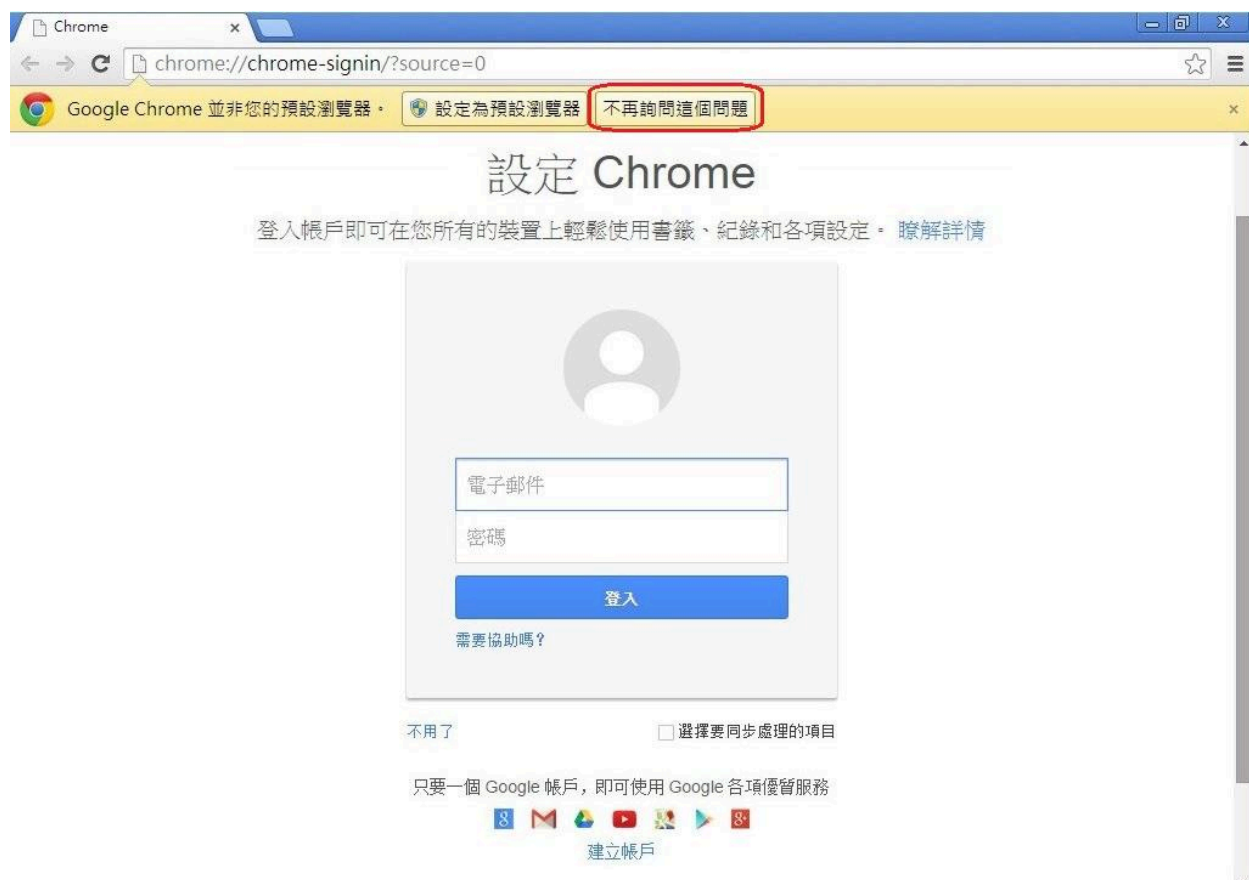 Chrome
chrome://chrome-signin/?source=0
Google Chrome 並非您的預設瀏覽器。 設定為預設瀏覽器 不再詢問這個問題
設定 Chrome
登入帳戶即可在您所有的裝置上輕鬆使用書籤、紀錄和各項設定。 瞭解詳情
電子郵件
密碼
登入
需要協助嗎?
不用了 選擇要同步處理的項目
只要一個 Google 帳戶，即可使用 Google 各項優質服務
建立帳戶